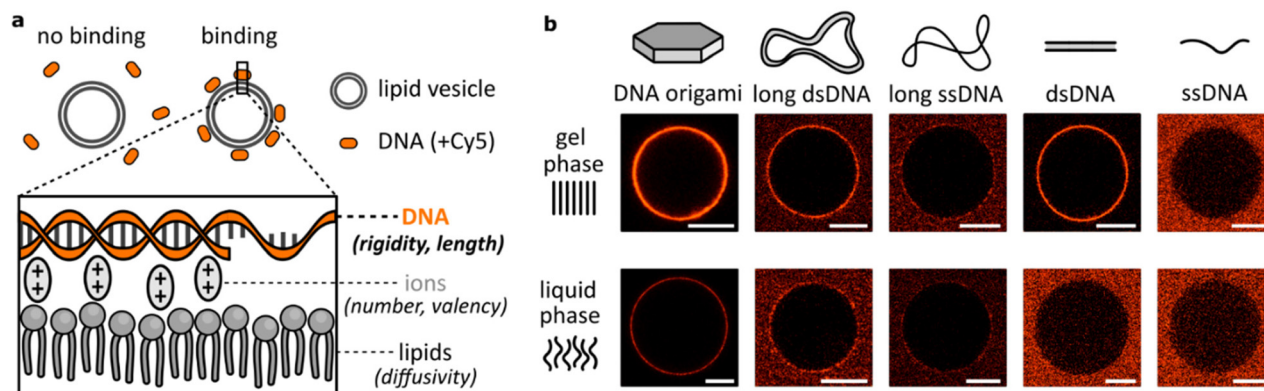 a
no binding
binding
lipid vesicle
DNA (+Cy5)
DNA
(rigidity, length)
++
++
++
++
ions
(number, valency)
lipids
(diffusivity)
b
DNA origami
long dsDNA
long ssDNA
dsDNA
ssDNA
gel
phase
liquid
phase